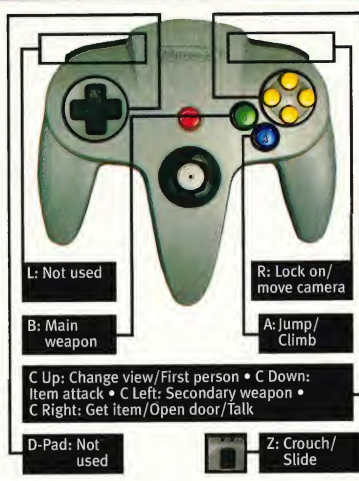 L: Not used
R: Lock on/
move camera
B: Main
weapon
A: Jump/
Climb
C Up: Change view/First person • C Down:
Item attack • C Left: Secondary weapon •
C Right: Get item/Open door/Talk
D-Pad: Not
used
Z: Crouch/
Slide